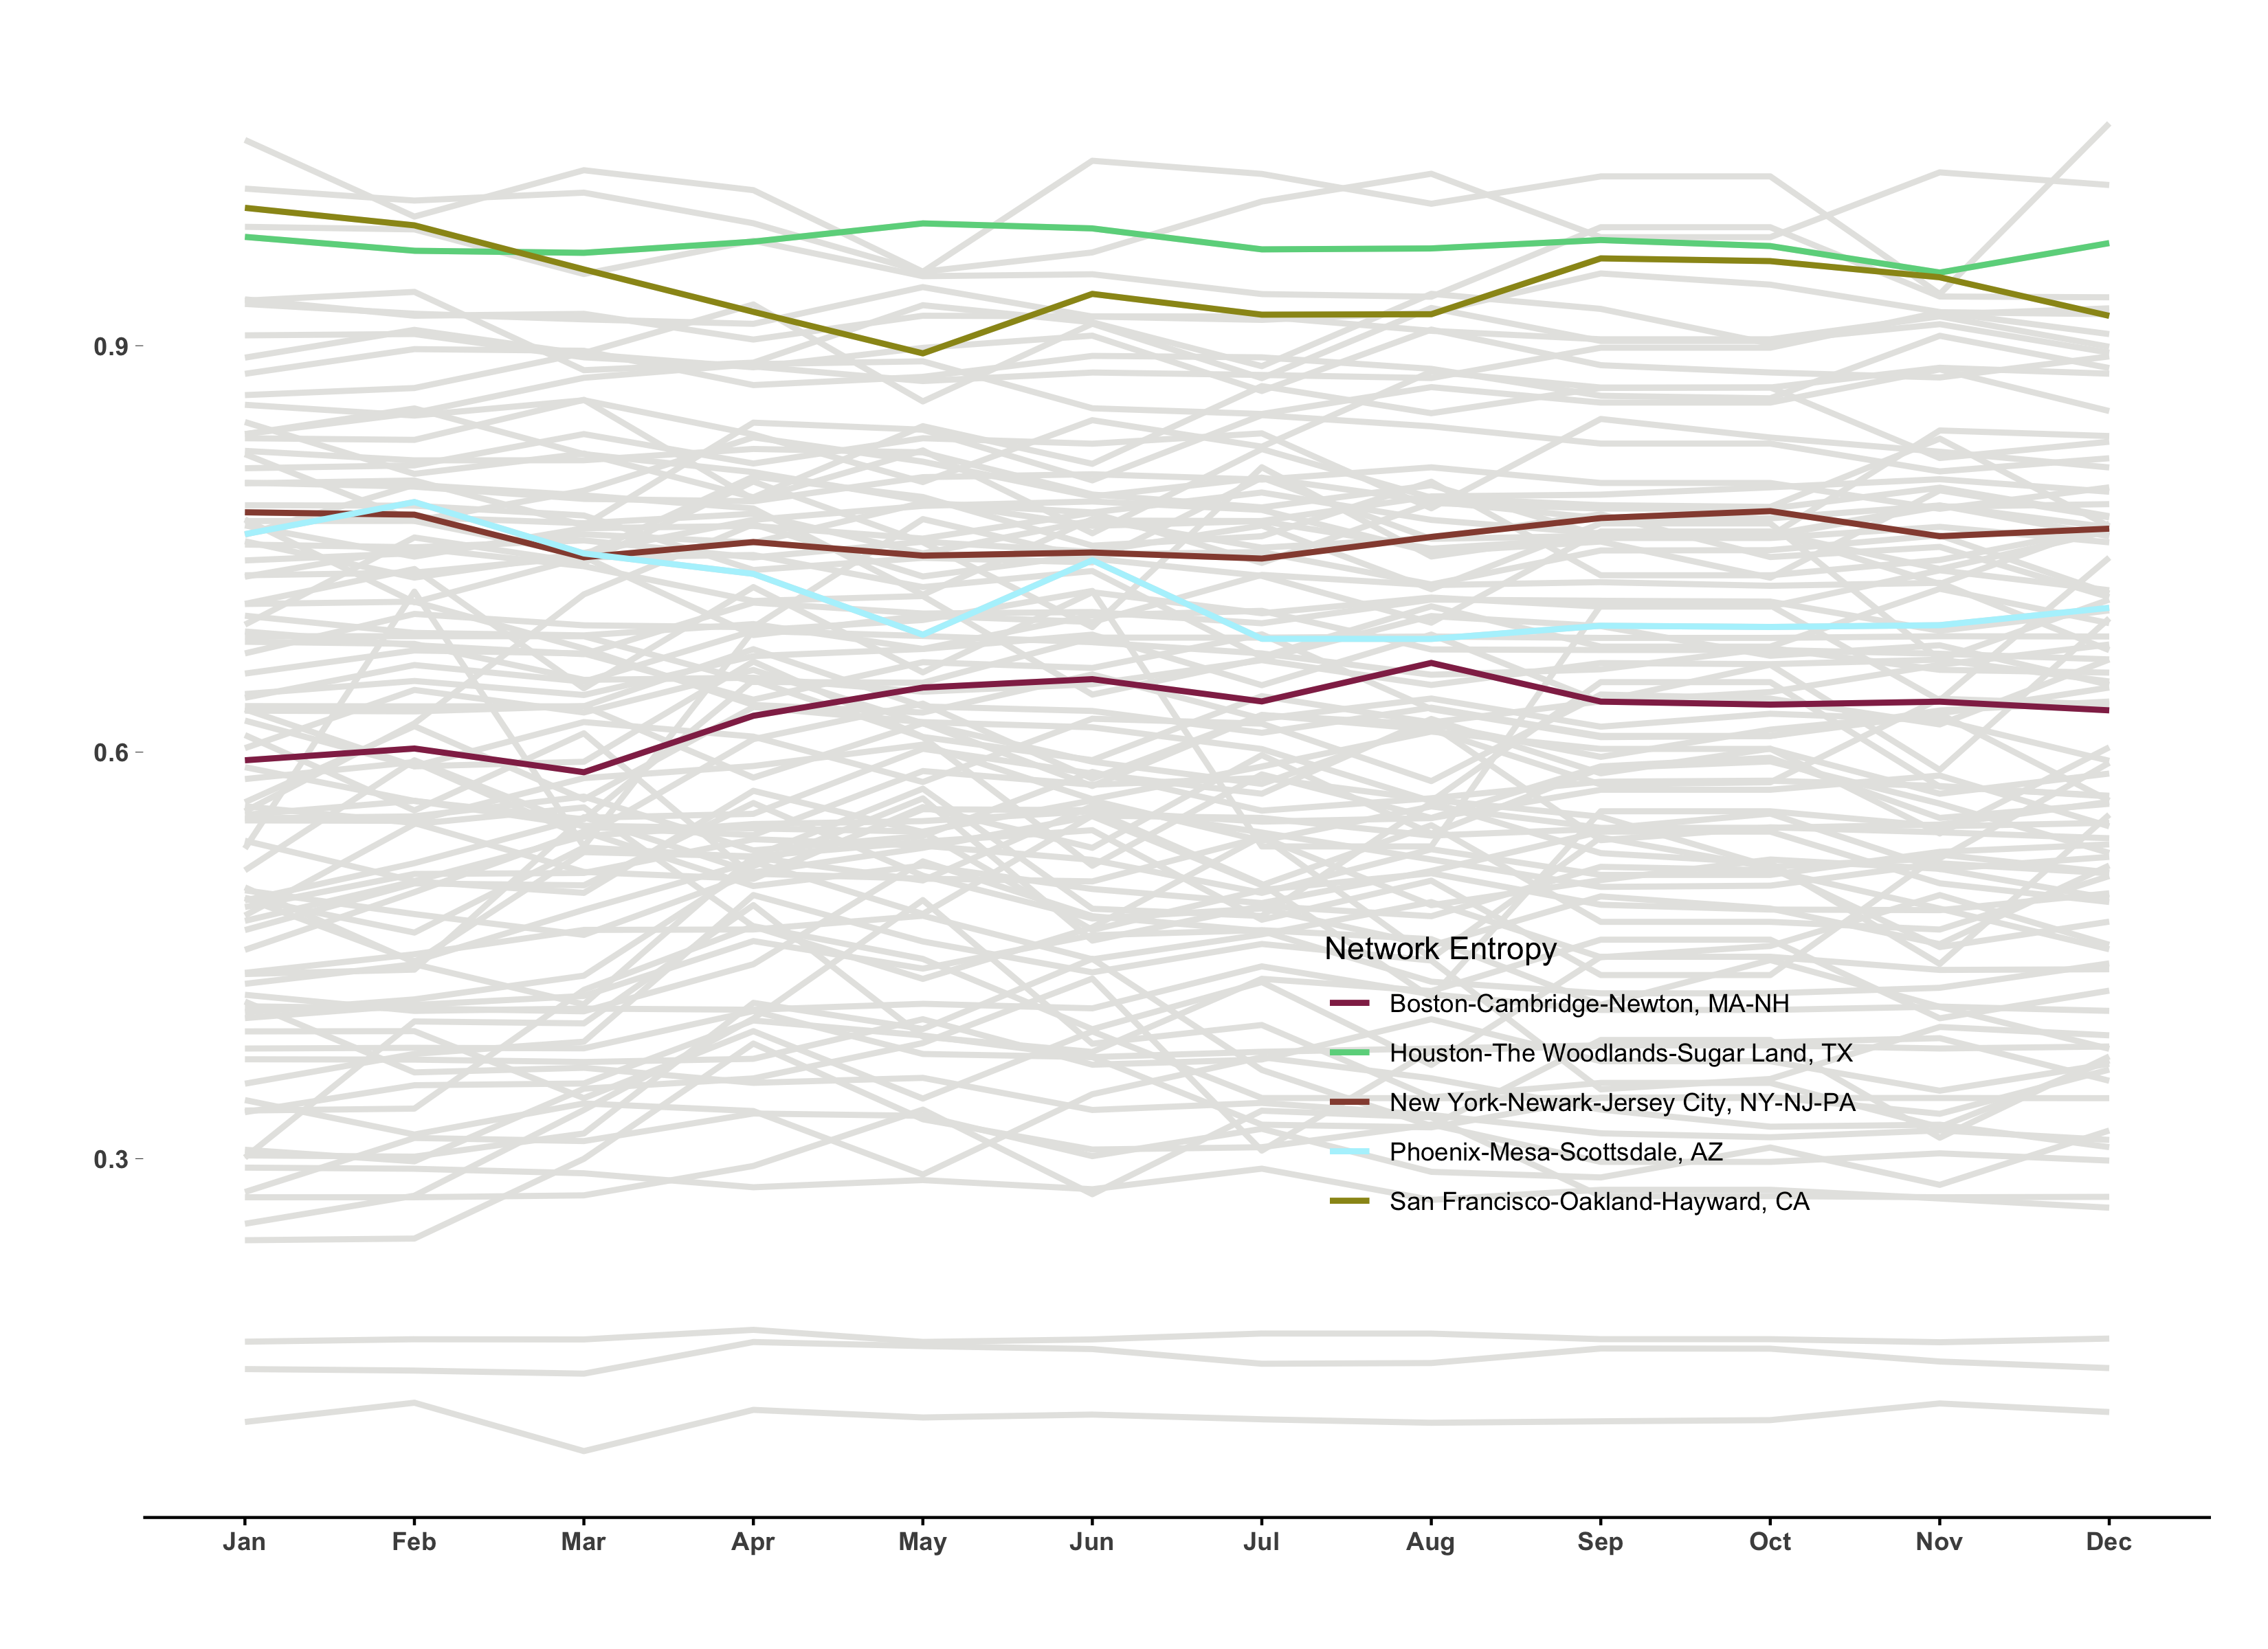 0.9
0.6
0.3
Network Entropy
Boston-Cambridge-Newton, MA-NH
Houston-The Woodlands-Sugar Land, TX
New York-Newark-Jersey City, NY-NJ-PA
Phoenix-Mesa-Scottsdale, AZ
San Francisco-Oakland-Hayward, CA
Jan Feb Mar Apr May Jun Jul Aug Sep Oct Nov Dec